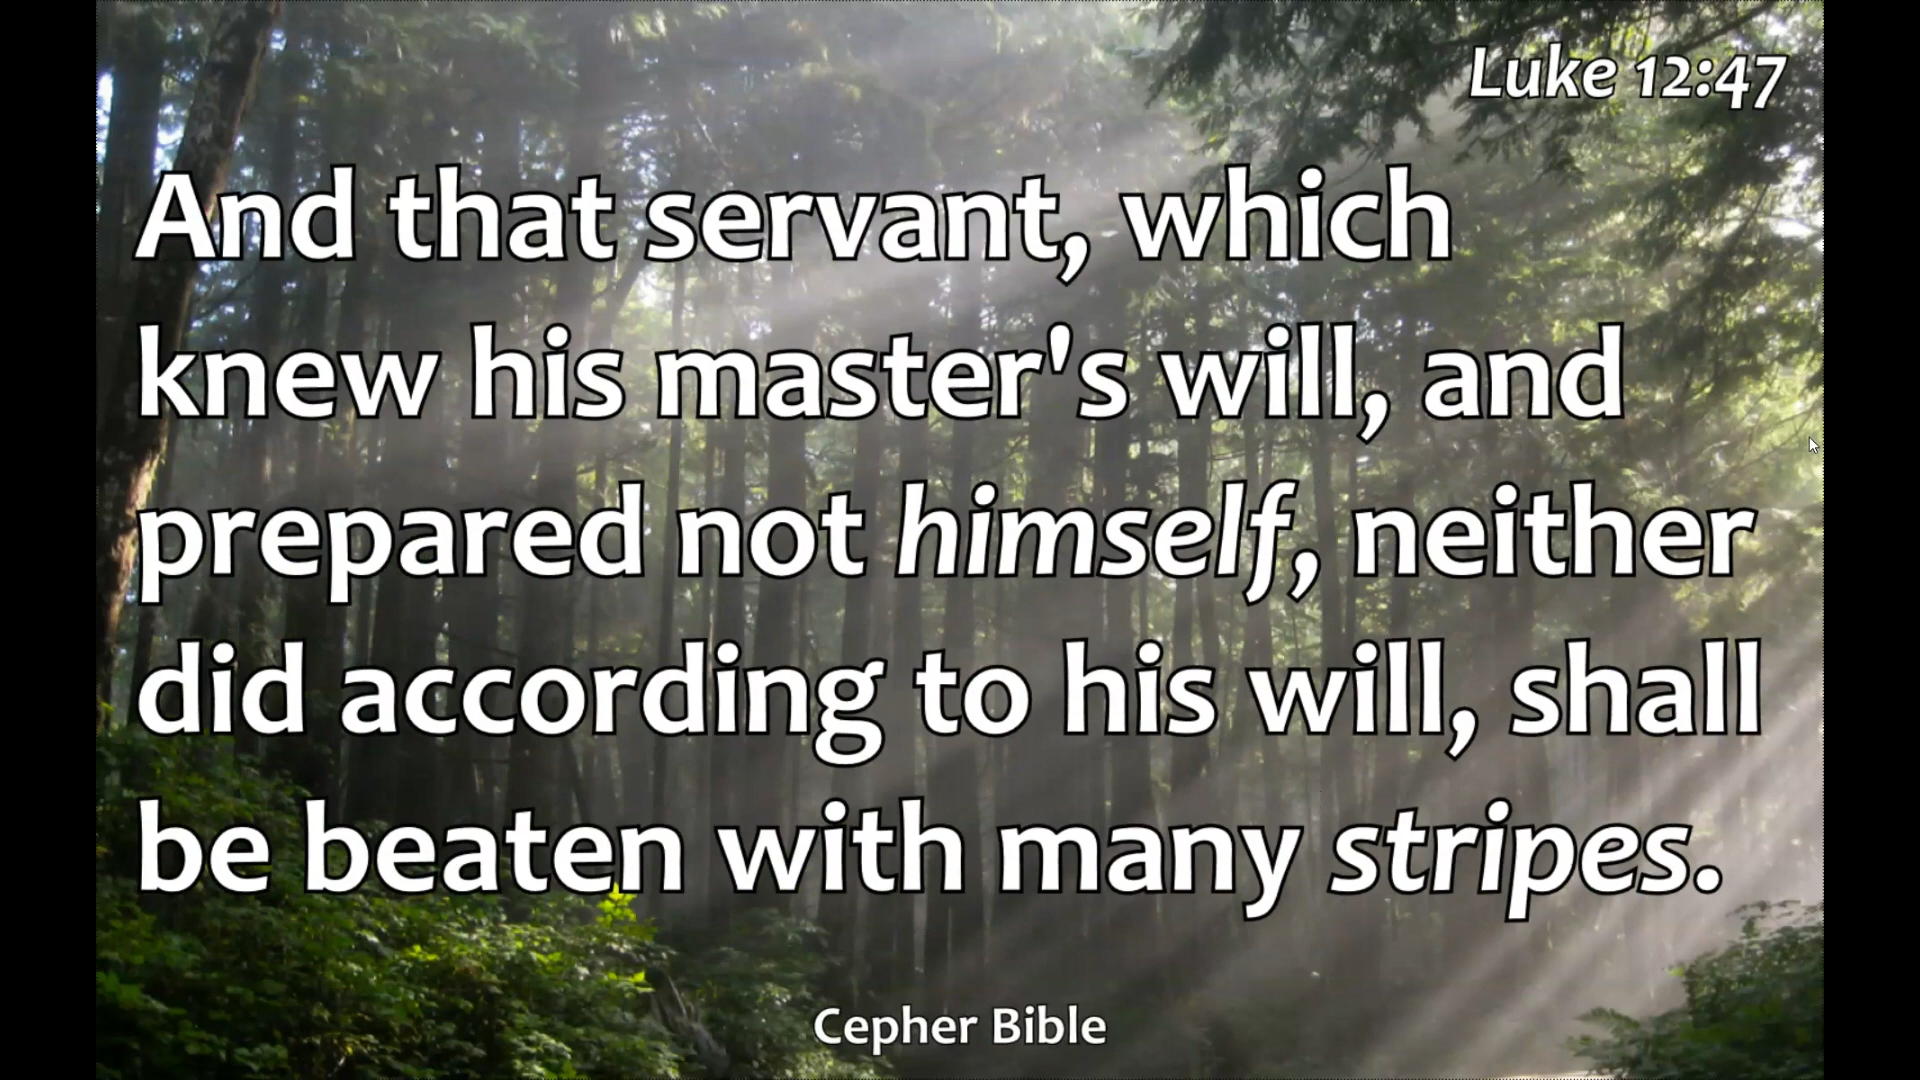 Luke 12:47
And that servant, which
knew his master's will, and
prepared not himself, neither
did according to his will, shall
be beaten with many stripes.
Cepher Bible